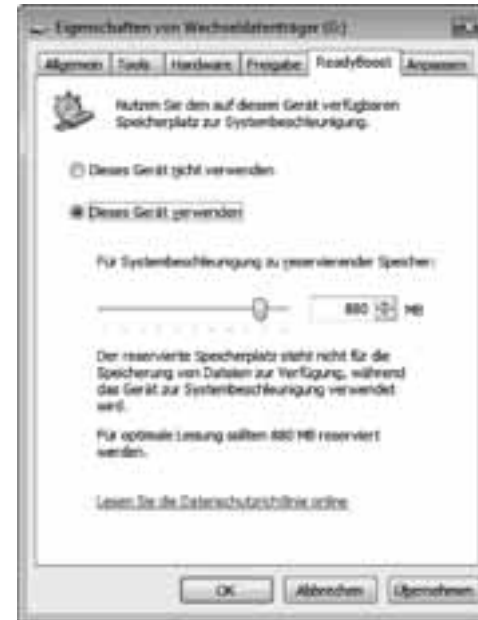 Eigenschaften von Wechseldatenträger (G:)
Allgemein Tools Hardware Freigabe ReadyBoost Anpassen
Nutzen Sie den auf diesem Gerät verfügbaren
Speicherplatz zur Systembeschleunigung.
Dieses Gerät nicht verwenden
Dieses Gerät verwenden
Für Systembeschleunigung zu reservierender Speicher:
880 MB
Der reservierte Speicherplatz steht nicht für die
Speicherung von Dateien zur Verfügung, während
das Gerät zur Systembeschleunigung verwendet
wird.
Für optimale Leistung sollten 880 MB reserviert
werden.
Lesen Sie die Datenschutzrichtlinie online
OK Abbrechen Übernehmen